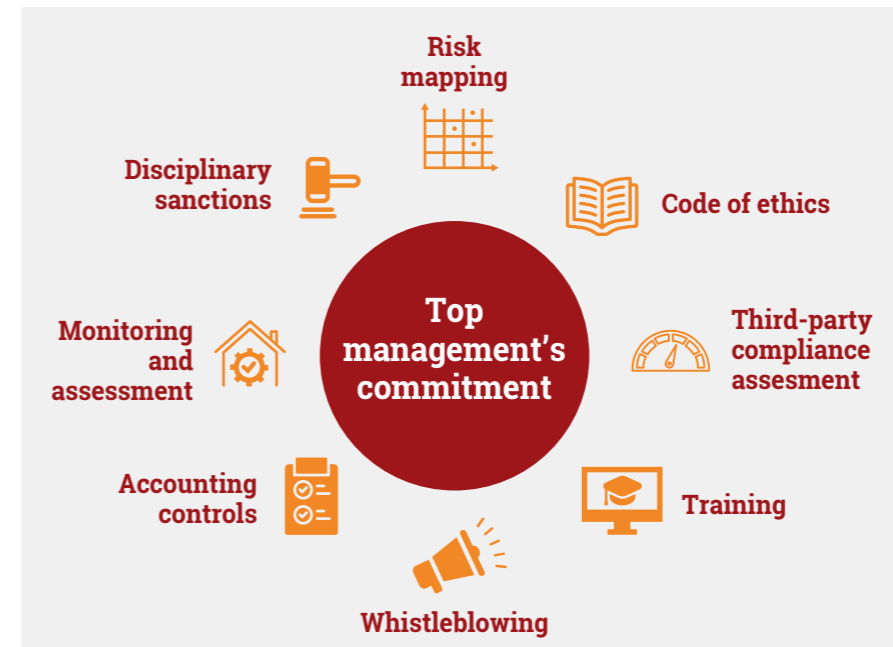 Risk
mapping
Code of ethics
Third-party
compliance
assesment
Training
Whistleblowing
Accounting
controls
Monitoring
and
assessment
Disciplinary
sanctions
Top
management’s
commitment